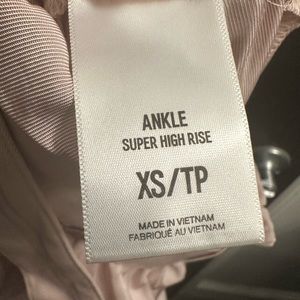 ANKLE
SUPER HIGH RISE
XS/TP
MADE IN VIETNAM
FABRIQUÉ AU VIETNAM